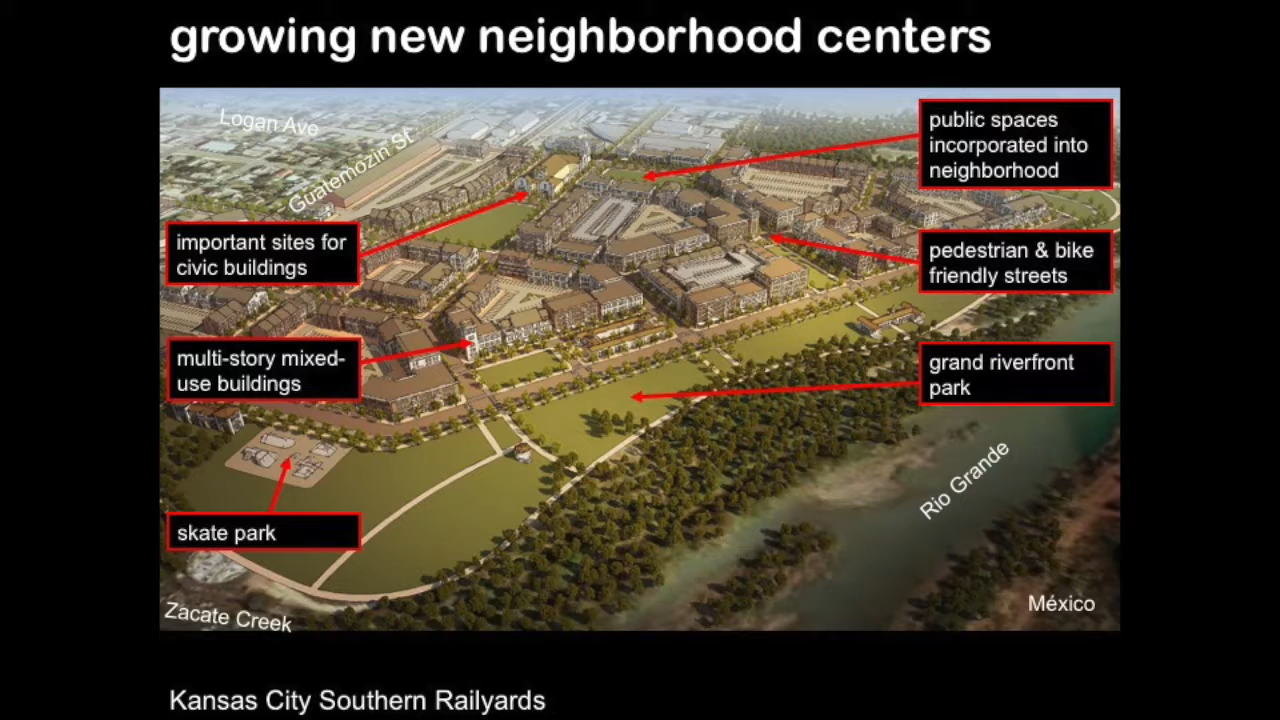 growing new neighborhood centers
Logan Ave
Guatemozin St
public spaces
incorporated into
neighborhood
important sites for
civic buildings
pedestrian & bike
friendly streets
multi-story mixed-
use buildings
grand riverfront
park
Rio Grande
skate park
Zacate Creek
México
Kansas City Southern Railyards